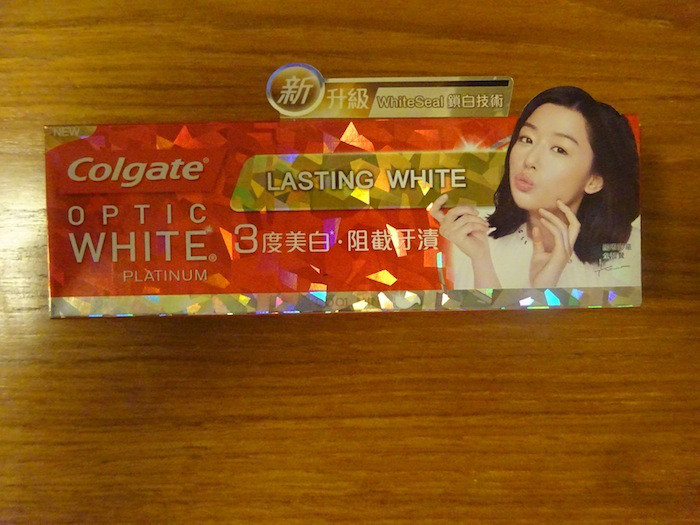 新 升級 WhiteSeal 鎖白技術
NEW
Colgate®
LASTING WHITE
OPTIC
WHITE®
PLATINUM
3度美白·阻截牙漬